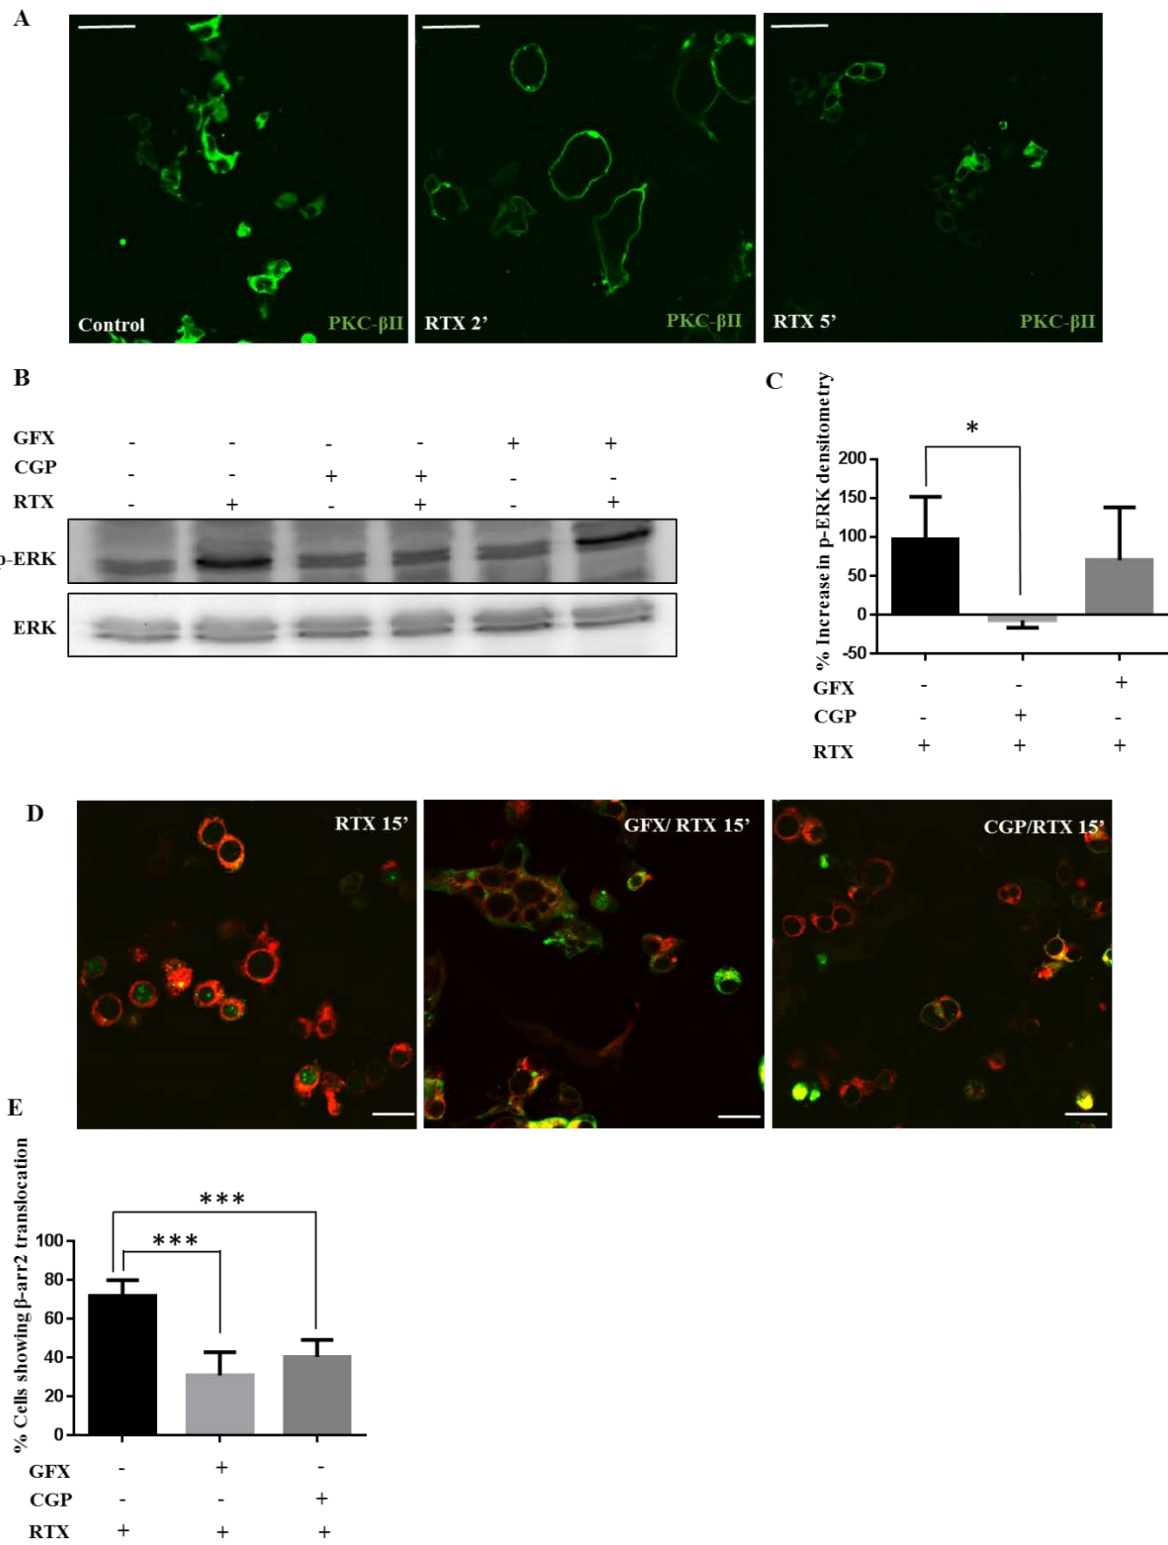 A
Control
PKC-βII
RTX 2’
PKC-βII
RTX 5’
PKC-βII
B
GFX - - - - + +
CGP - - + + - -
RTX - + - + - +
p-ERK
ERK
C
% Increase in p-ERK densitometry
*
200
150
100
50
0
-50
GFX - - +
CGP - + -
RTX + + +
D
RTX 15’
GFX/ RTX 15’
CGP/RTX 15’
E
% Cells showing β-arr2 translocation
***
***
100
80
60
40
20
0
GFX - + -
CGP - - +
RTX + + +